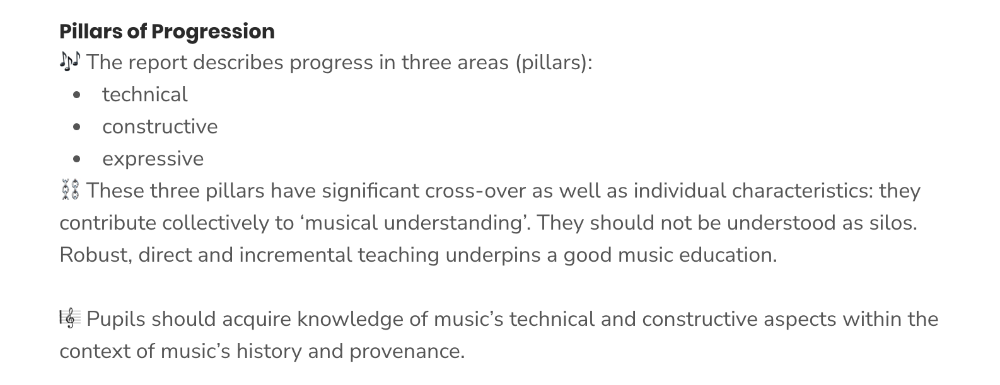 Pillars of Progression
🎶 The report describes progress in three areas (pillars):
• technical
• constructive
• expressive
⛓️ These three pillars have significant cross-over as well as individual characteristics: they
contribute collectively to ‘musical understanding’. They should not be understood as silos.
Robust, direct and incremental teaching underpins a good music education.
🎼 Pupils should acquire knowledge of music’s technical and constructive aspects within the
context of music’s history and provenance.